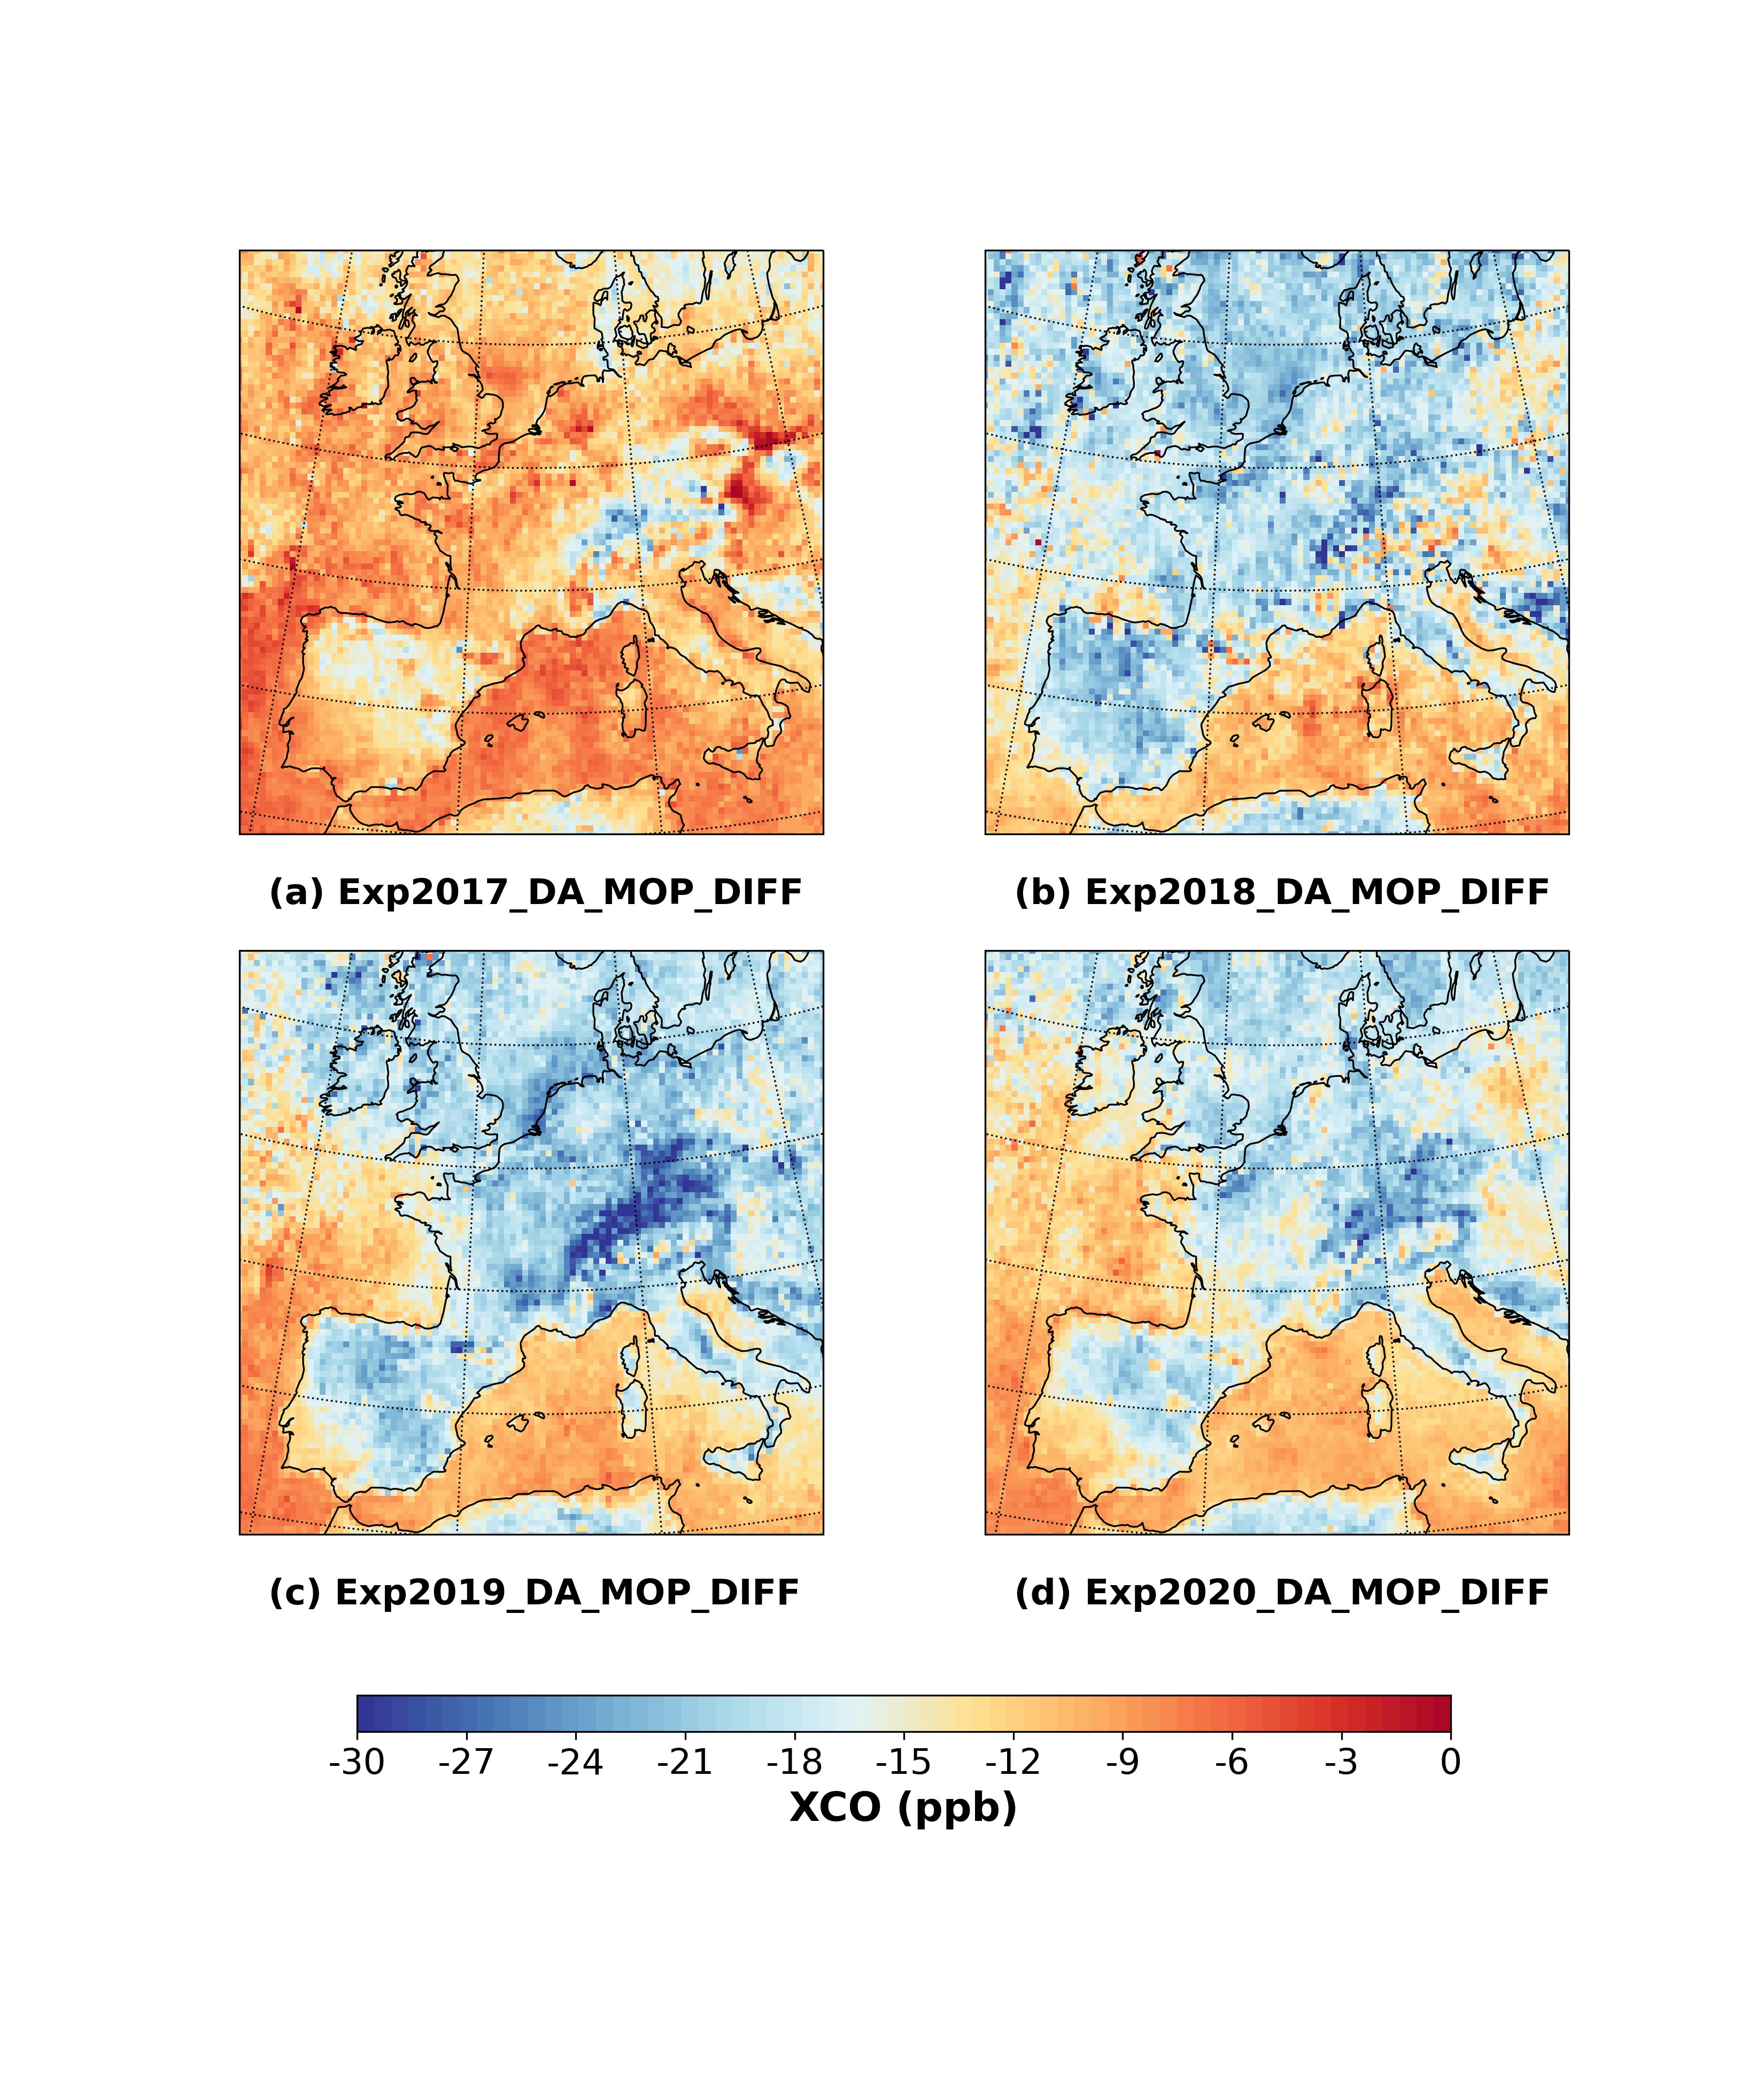 (a) Exp2017_DA_MOP_DIFF
(b) Exp2018_DA_MOP_DIFF
(c) Exp2019_DA_MOP_DIFF
(d) Exp2020_DA_MOP_DIFF
-30 -27 -24 -21 -18 -15 -12 -9 -6 -3 0
XCO (ppb)